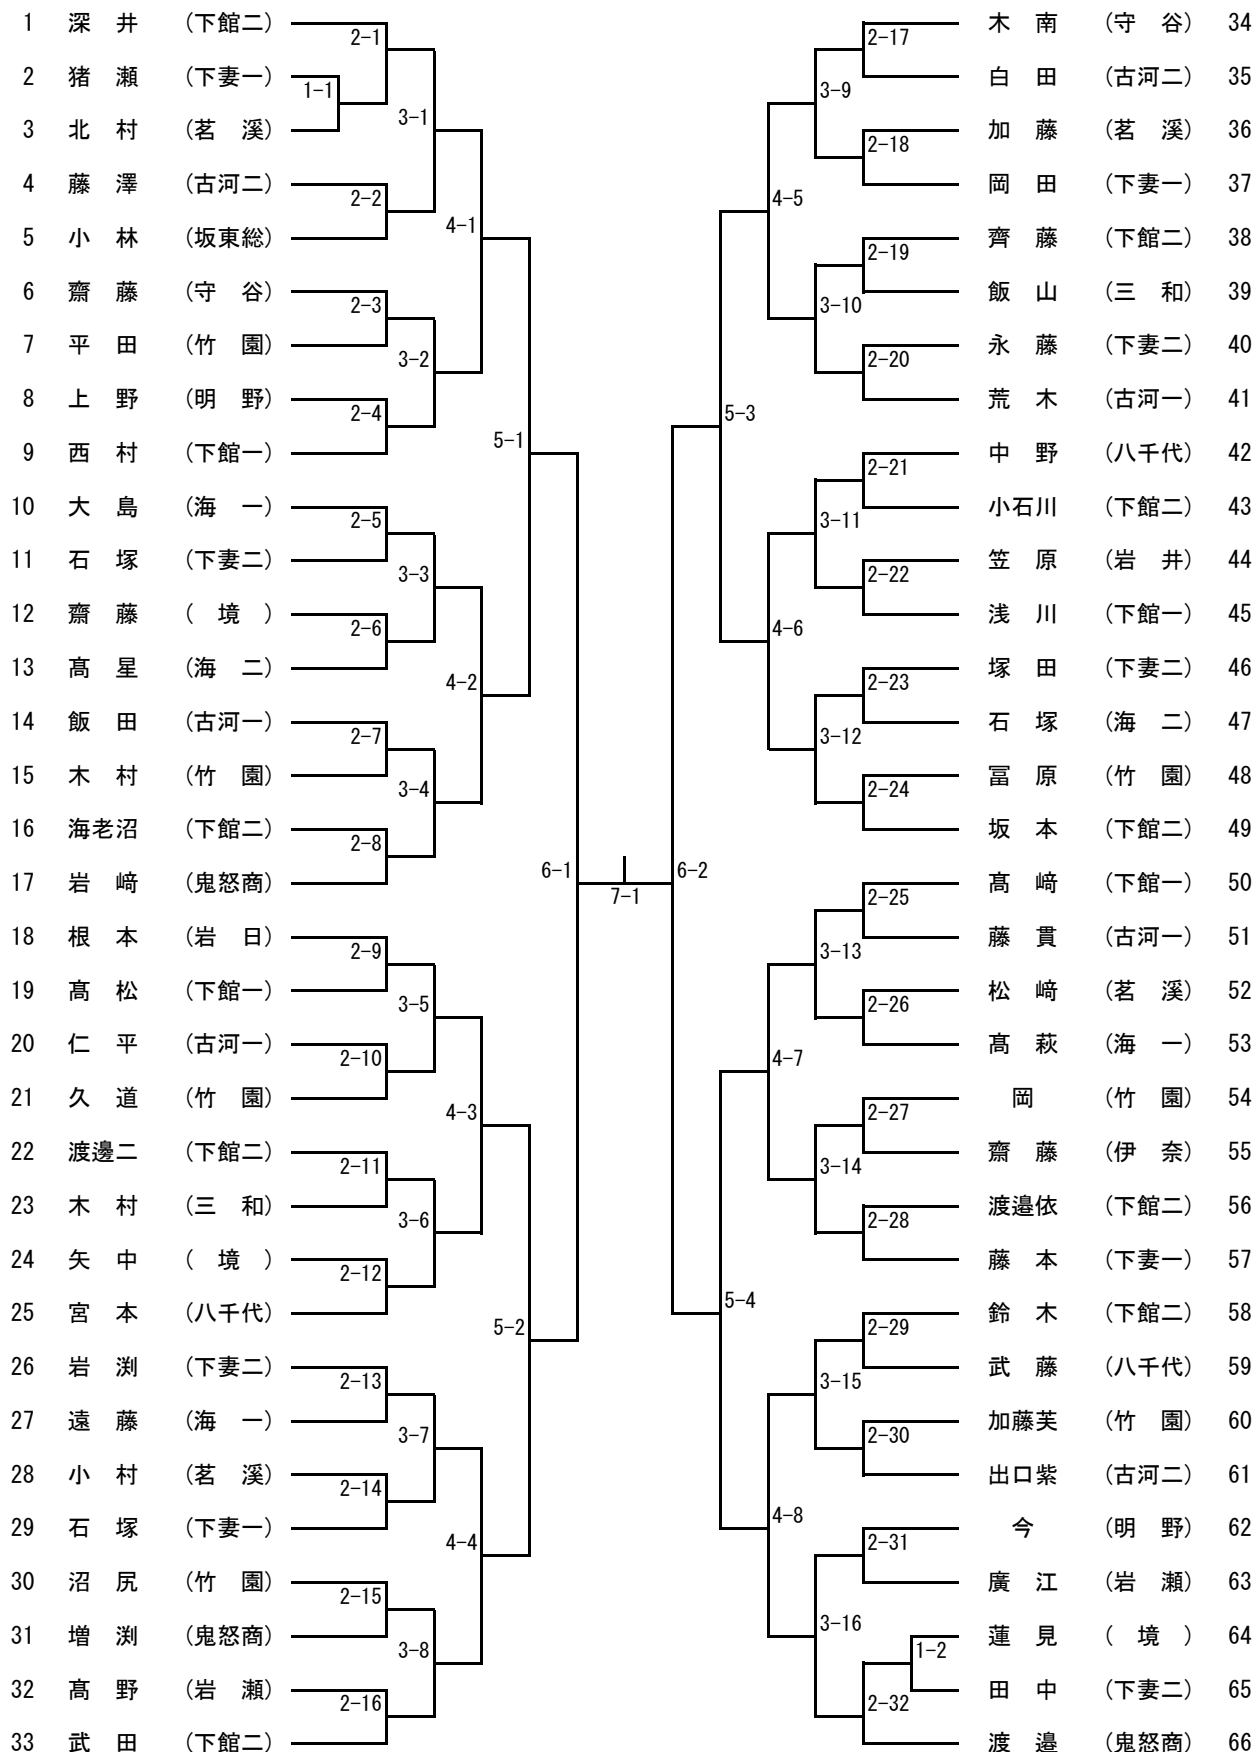 1 深 井 (下館二)
2 猪 瀬 (下妻一)
3 北 村 (茗 溪)
4 藤 澤 (古河二)
5 小 林 (坂東総)
6 齋 藤 (守 谷)
7 平 田 (竹 園)
8 上 野 (明 野)
9 西 村 (下館一)
10 大 島 (海 一)
11 石 塚 (下妻二)
12 齋 藤 ( 境 )
13 髙 星 (海 二)
14 飯 田 (古河一)
15 木 村 (竹 園)
16 海老沼 (下館二)
17 岩 﨑 (鬼怒商)
18 根 本 (岩 日)
19 髙 松 (下館一)
20 仁 平 (古河一)
21 久 道 (竹 園)
22 渡邊二 (下館二)
23 木 村 (三 和)
24 矢 中 ( 境 )
25 宮 本 (八千代)
26 岩 渕 (下妻二)
27 遠 藤 (海 一)
28 小 村 (茗 溪)
29 石 塚 (下妻一)
30 沼 尻 (竹 園)
31 増 渕 (鬼怒商)
32 髙 野 (岩 瀬)
33 武 田 (下館二)
1-1
2-1
2-2
2-3
2-4
2-5
2-6
2-7
2-8
2-9
2-10
2-11
2-12
2-13
2-14
2-15
2-16
3-1
3-2
3-3
3-4
3-5
3-6
3-7
3-8
4-1
4-2
4-3
4-4
5-1
5-2
6-1
7-1
6-2
5-3
5-4
4-5
4-6
4-7
4-8
3-9
3-10
3-11
3-12
3-13
3-14
3-15
3-16
2-17
2-18
2-19
2-20
2-21
2-22
2-23
2-24
2-25
2-26
2-27
2-28
2-29
2-30
2-31
2-32
1-2
木 南 (守 谷) 34
白 田 (古河二) 35
加 藤 (茗 溪) 36
岡 田 (下妻一) 37
齊 藤 (下館二) 38
飯 山 (三 和) 39
永 藤 (下妻二) 40
荒 木 (古河一) 41
中 野 (八千代) 42
小石川 (下館二) 43
笠 原 (岩 井) 44
浅 川 (下館一) 45
塚 田 (下妻二) 46
石 塚 (海 二) 47
冨 原 (竹 園) 48
坂 本 (下館二) 49
髙 﨑 (下館一) 50
藤 貫 (古河一) 51
松 﨑 (茗 溪) 52
髙 萩 (海 一) 53
岡 (竹 園) 54
齋 藤 (伊 奈) 55
渡邉依 (下館二) 56
藤 本 (下妻一) 57
鈴 木 (下館二) 58
武 藤 (八千代) 59
加藤芙 (竹 園) 60
出口紫 (古河二) 61
今 (明 野) 62
廣 江 (岩 瀬) 63
蓮 見 ( 境 ) 64
田 中 (下妻二) 65
渡 邉 (鬼怒商) 66